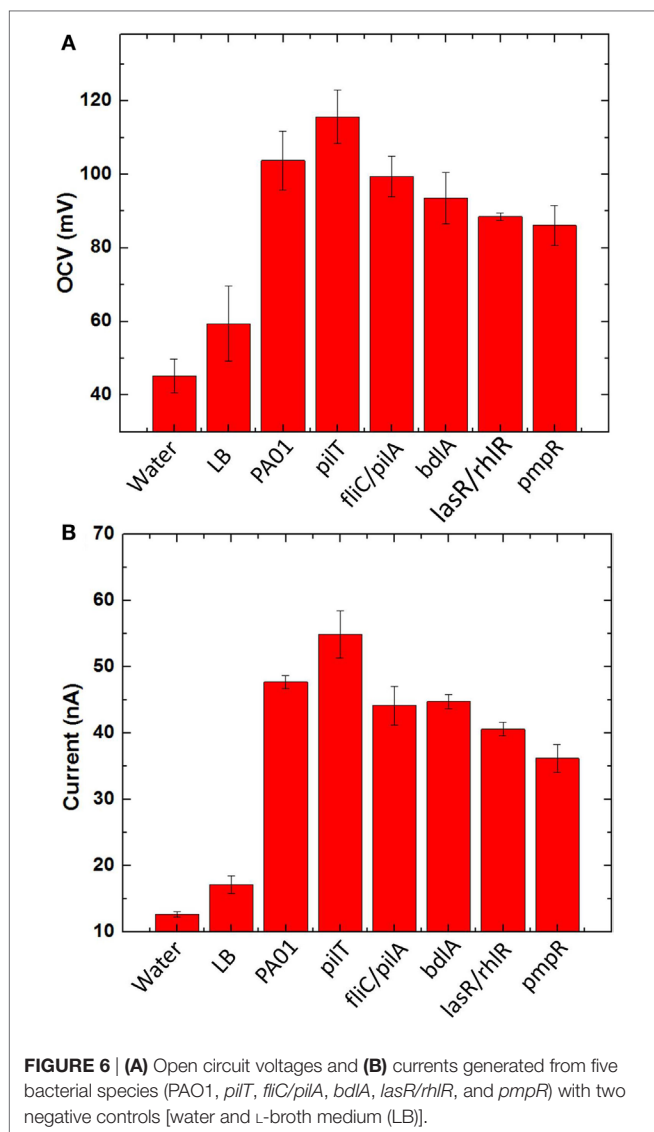 A
OCV (mV)
120
100
80
60
40
Water
LB
PA01
pilT
fliC/pilA
bdlA
lasR/rhlR
pmpR
B
Current (nA)
70
60
50
40
30
20
10
Water
LB
PA01
pilT
fliC/pilA
bdlA
lasR/rhlR
pmpR
FIGURE 6 | (A) Open circuit voltages and (B) currents generated from five
bacterial species (PAO1, pilT, fliC/pilA, bdlA, lasR/rhlR, and pmpR) with two
negative controls [water and L-broth medium (LB)].